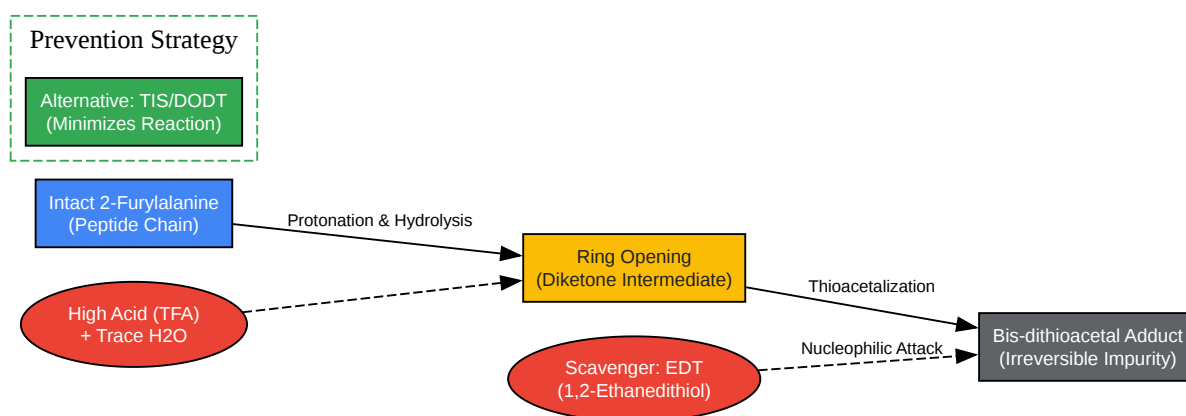 Prevention Strategy
Alternative: TIS/DODT
(Minimizes Reaction)
Intact 2-Furylalanine
(Peptide Chain)
Protonation & Hydrolysis
High Acid (TFA)
+ Trace H2O
Ring Opening
(Diketone Intermediate)
Thioacetalization
Scavenger: EDT
(1,2-Ethanedithiol)
Nucleophilic Attack
Bis-dithioacetal Adduct
(Irreversible Impurity)